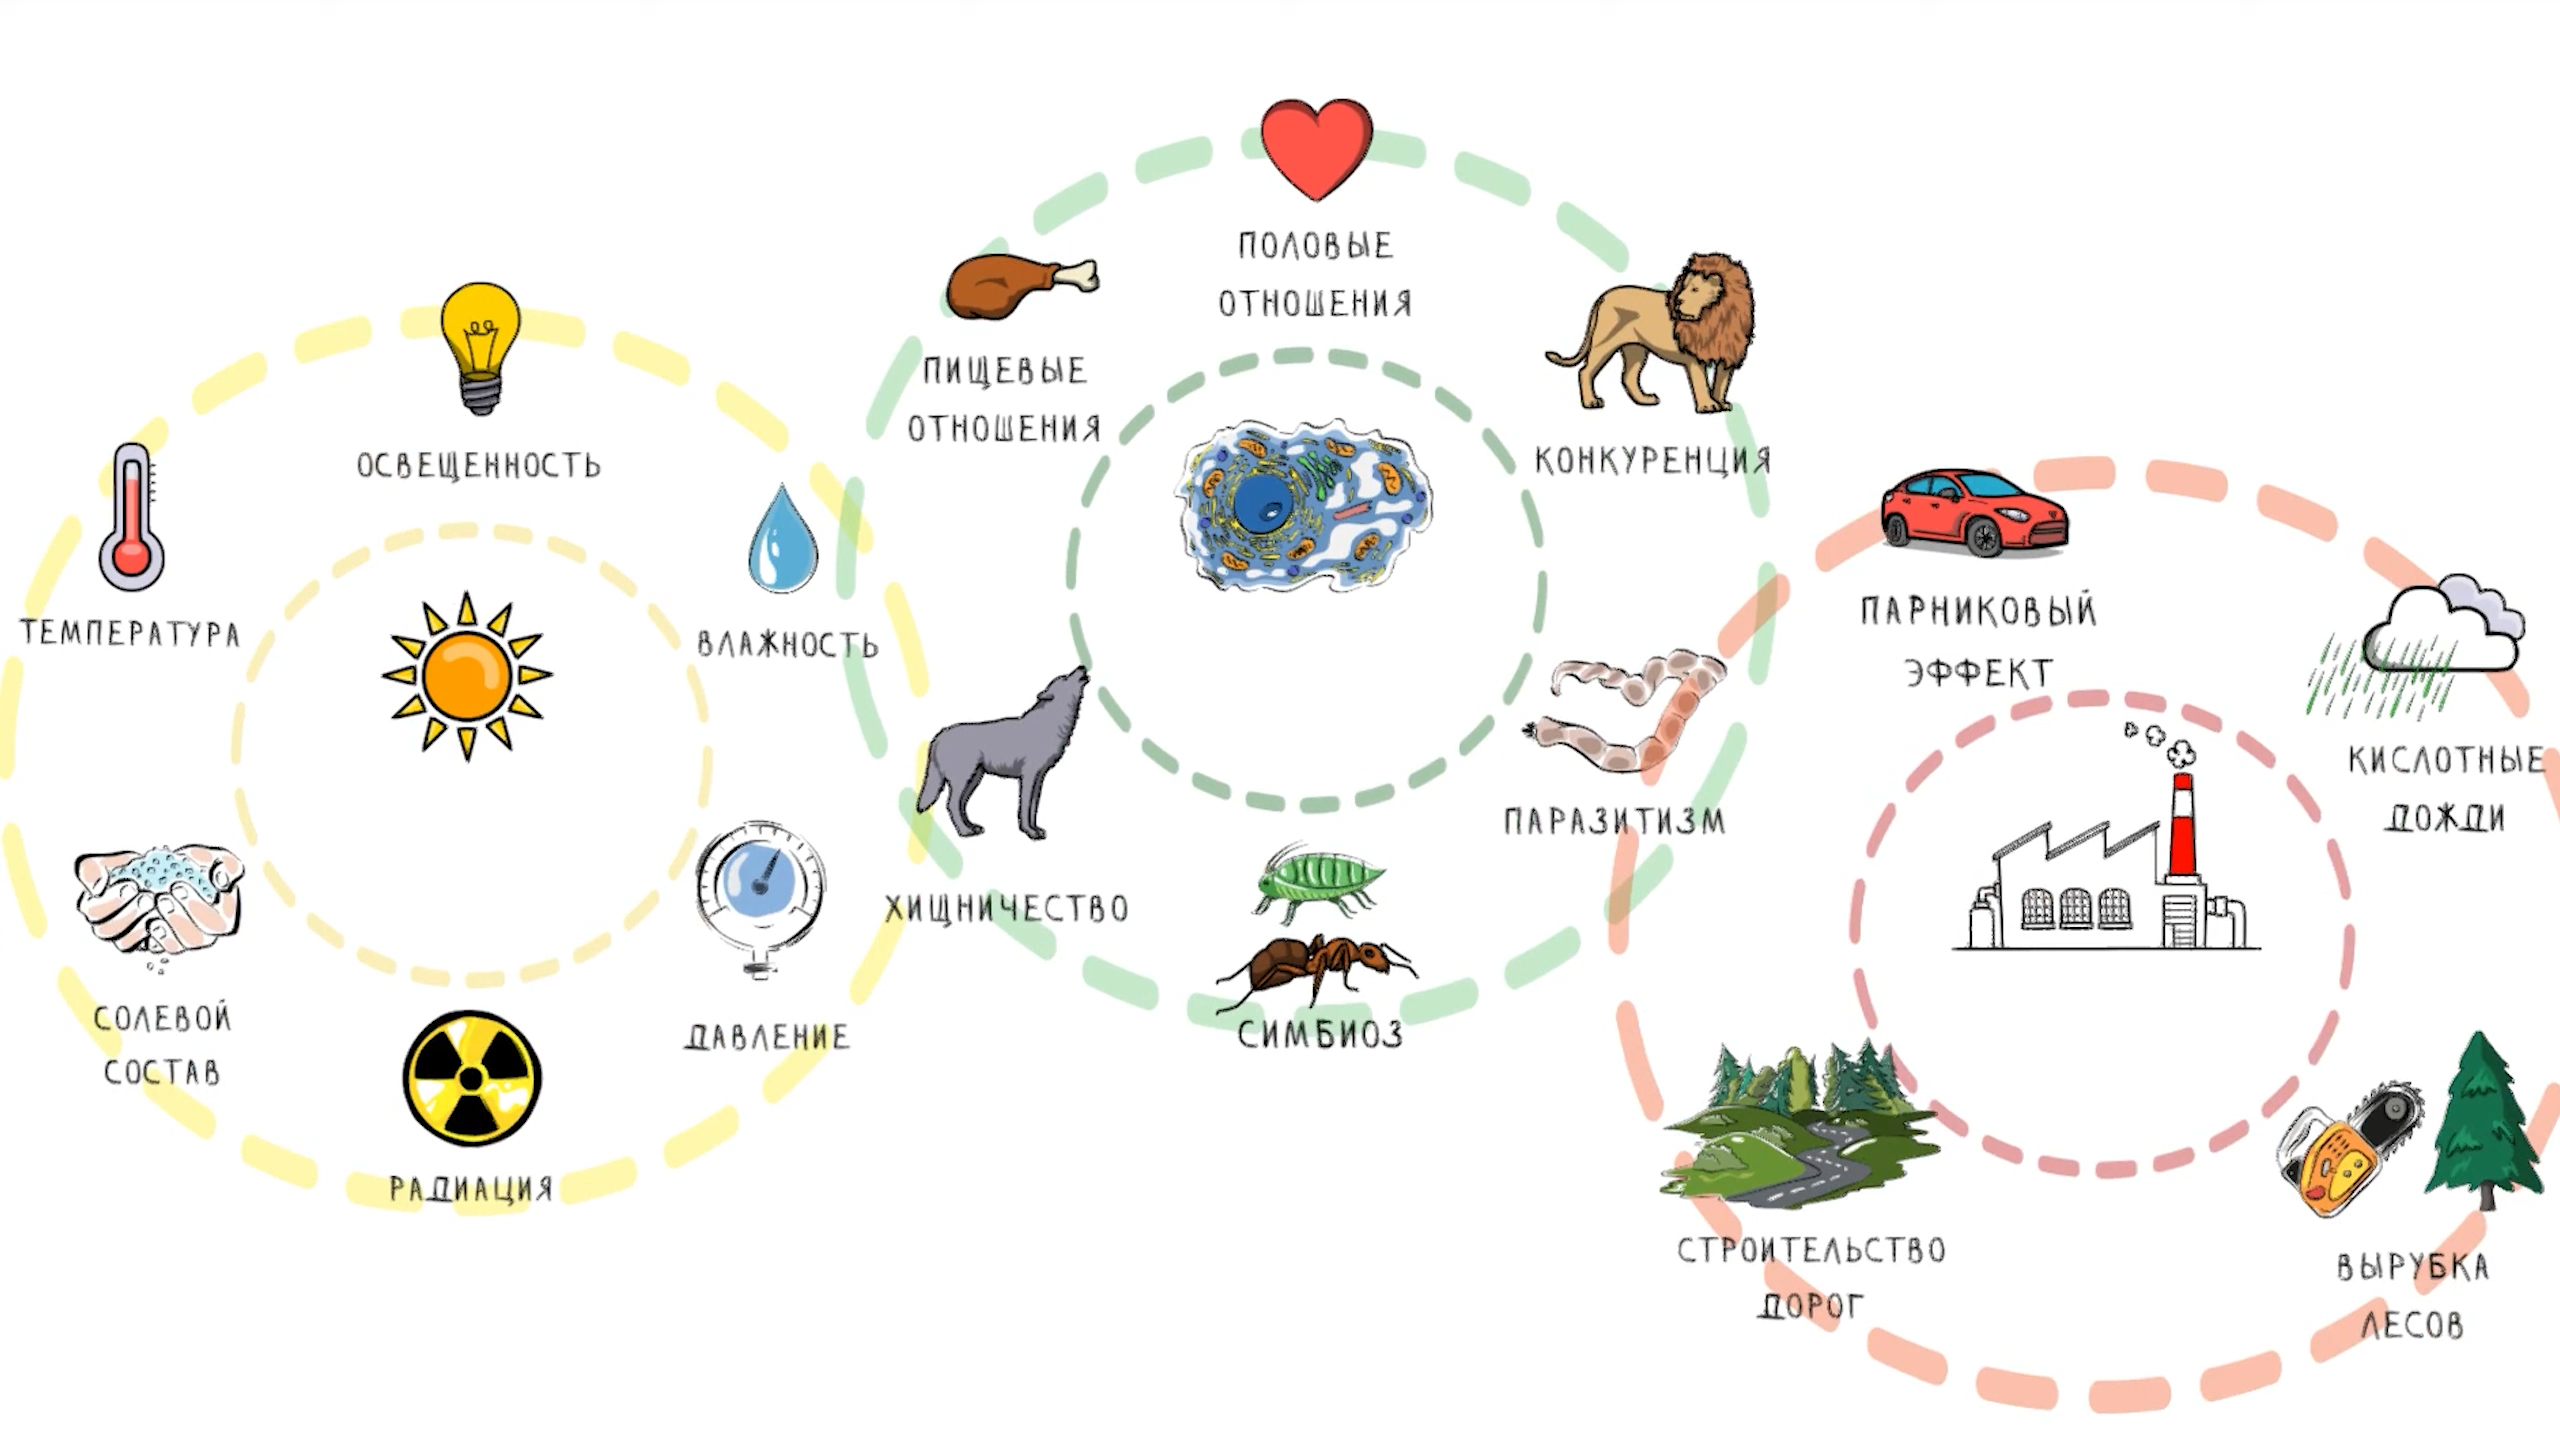 ОСВЕЩЕННОСТЬ
ТЕМПЕРАТУРА
ВЛАЖНОСТЬ
СОЛЕВОЙ
СОСТАВ
ДАВЛЕНИЕ
РАДИАЦИЯ
ПОЛОВЫЕ
ОТНОШЕНИЯ
ПИЩЕВЫЕ
ОТНОШЕНИЯ
КОНКУРЕНЦИЯ
ХИЩНИЧЕСТВО
ПАРАЗИТИЗМ
СИМБИОЗ
ПАРНИКОВЫЙ
ЭФФЕКТ
КИСЛОТНЫЕ
ДОЖДИ
СТРОИТЕЛЬСТВО
ДОРОГ
ВЫРУБКА
ЛЕСОВ